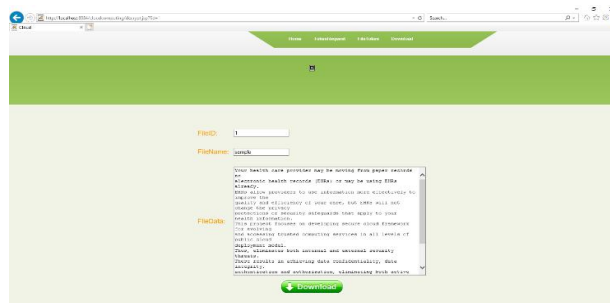 Search...
Cloud
Home Download
FileID: 1
FileName: sample
Your health care provider may be moving from paper records
to
electronic health records (EHRs) or may be using EHRs
already.
EHRs allow providers to use information more effectively to
improve the
quality and efficiency of your care, but EHRs will not
change the privacy
protections or security safeguards that apply to your
health information.
This project focuses on developing secure cloud framework
for evolving
and accessing trusted computing services in all levels of
public cloud
deployment model.
Thus, eliminates both internal and external security
threats.
These results in achieving data confidentiality, data
integrity,
authentication and authorization, eliminating both active
FileData:
Download